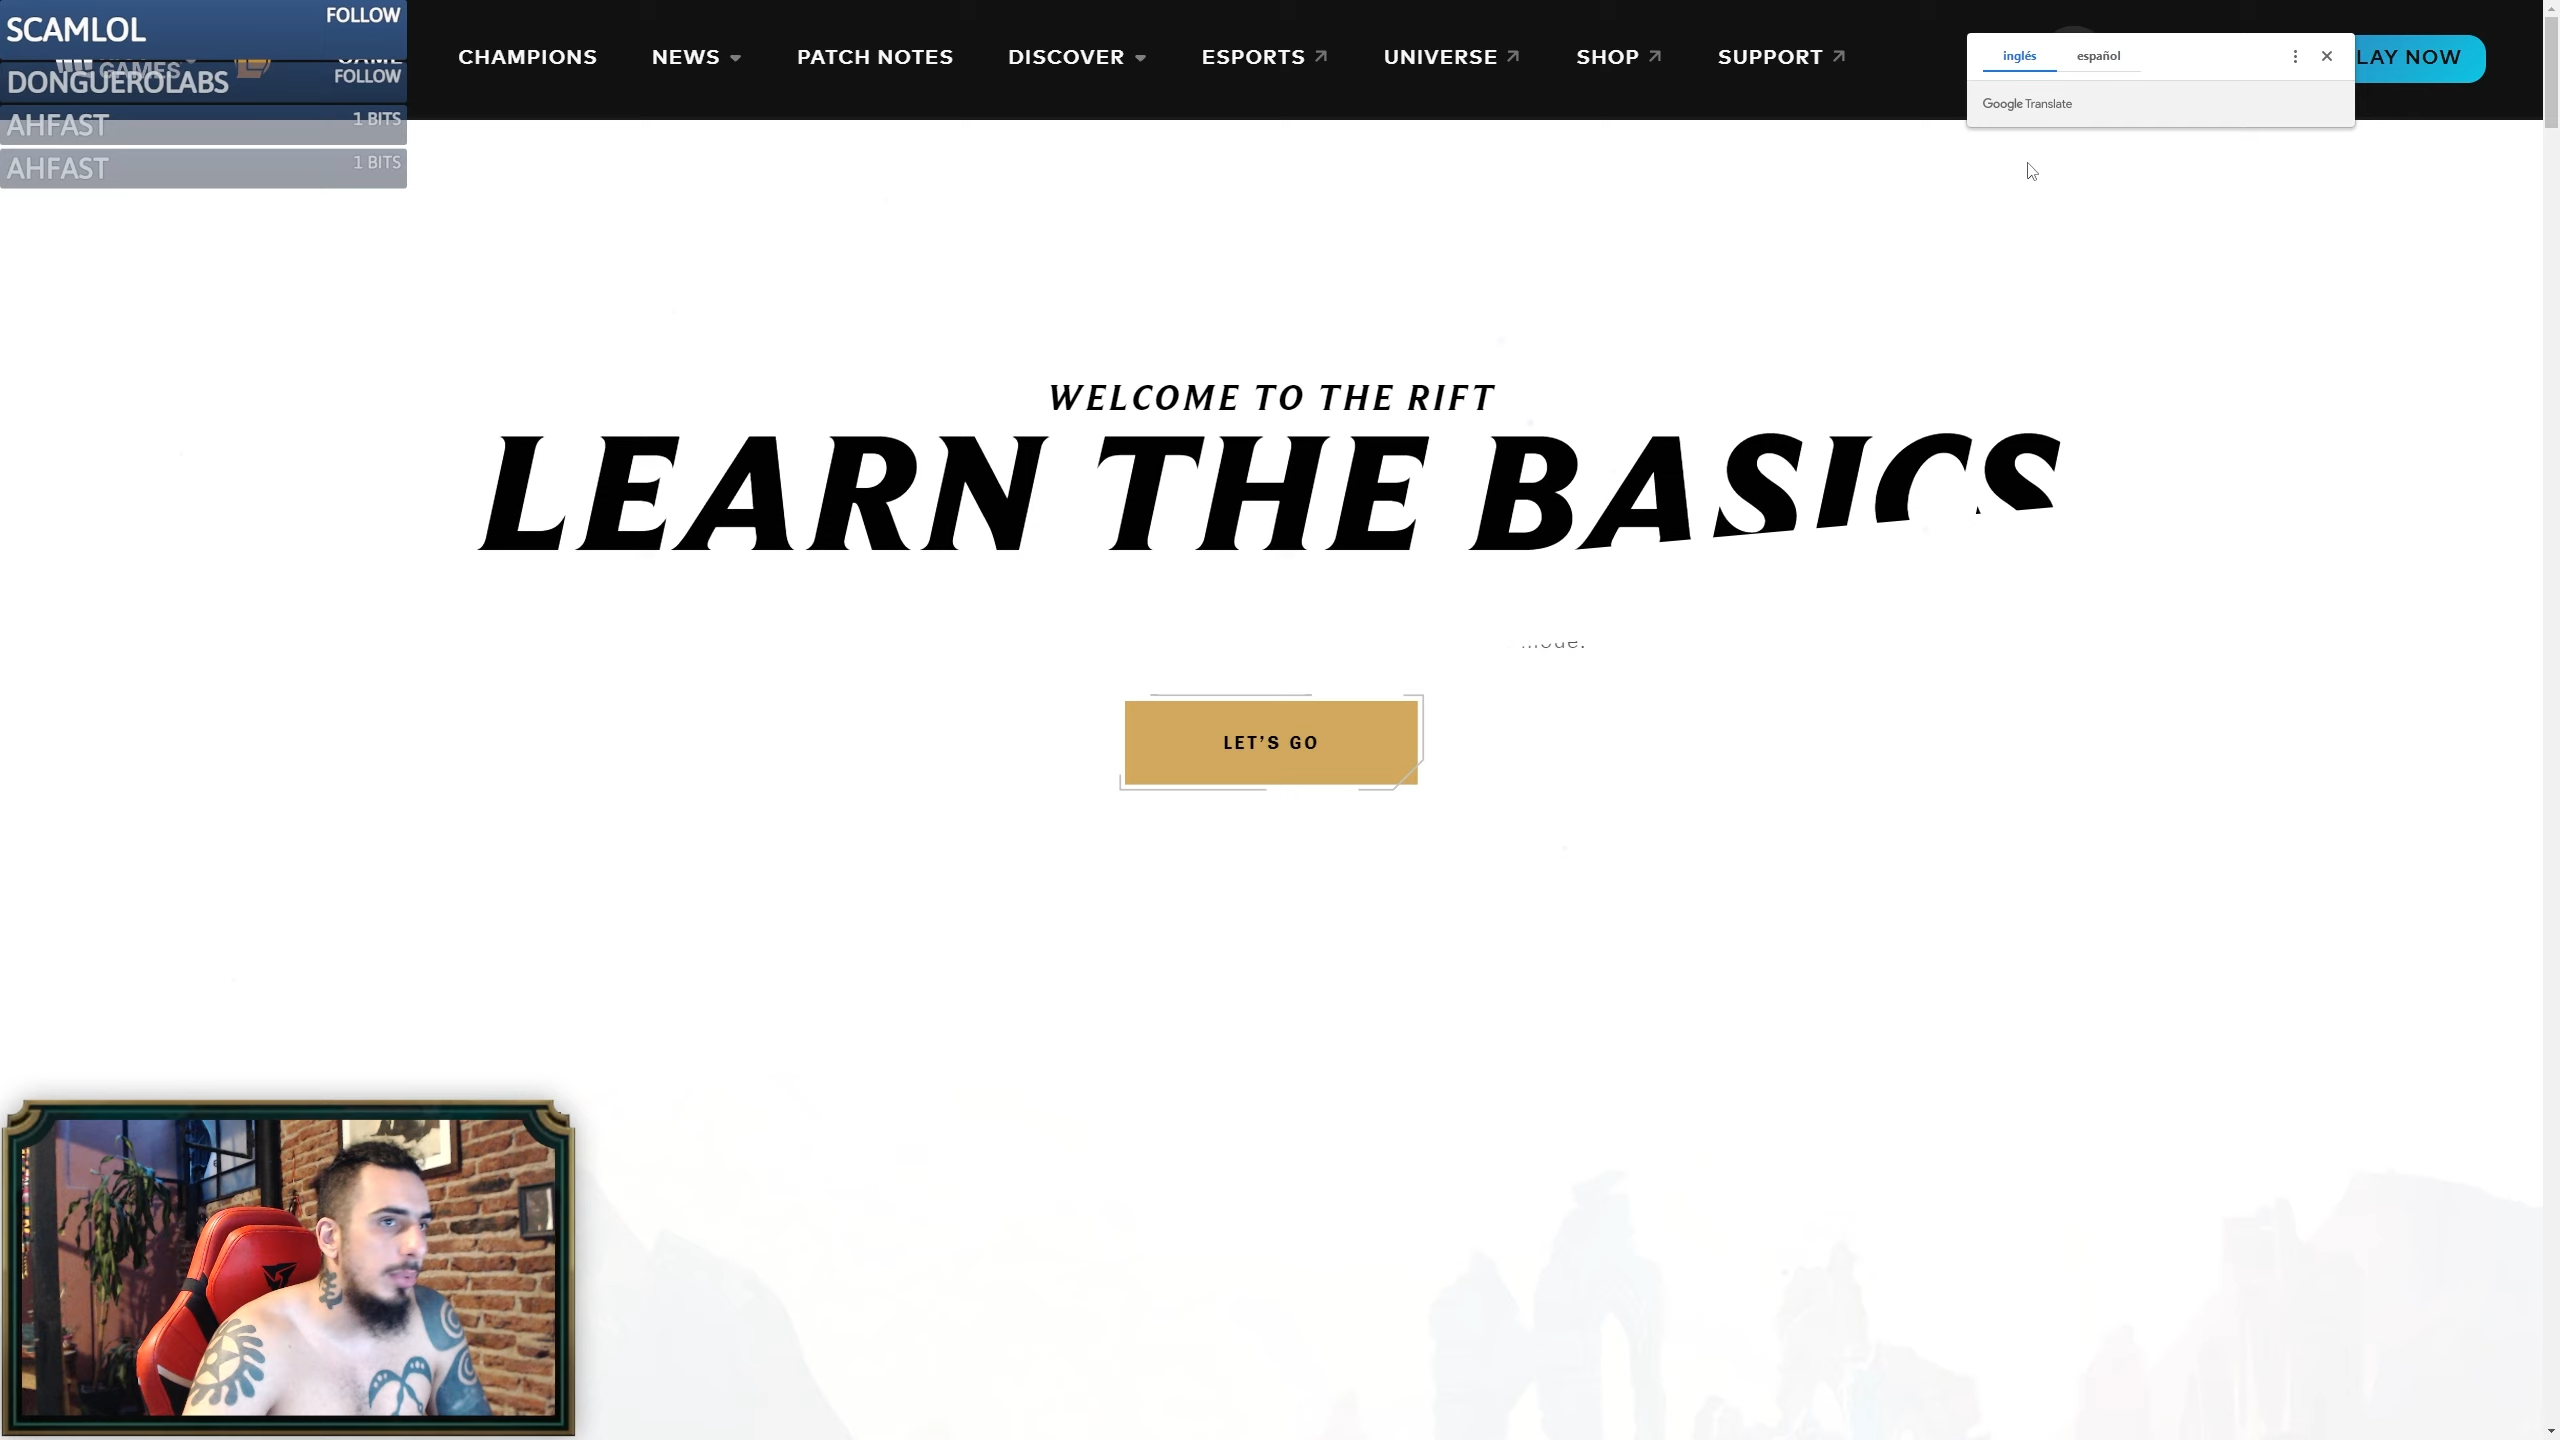 SCAMLOL FOLLOW
DONGUEROLABS FOLLOW
AHFAST 1 BITS
AHFAST 1 BITS
GAMES
CHAMPIONS NEWS PATCH NOTES DISCOVER ESPORTS UNIVERSE SHOP SUPPORT
inglés español
Google Translate
LAY NOW
WELCOME TO THE RIFT
LEARN THE BASICS
LET'S GO